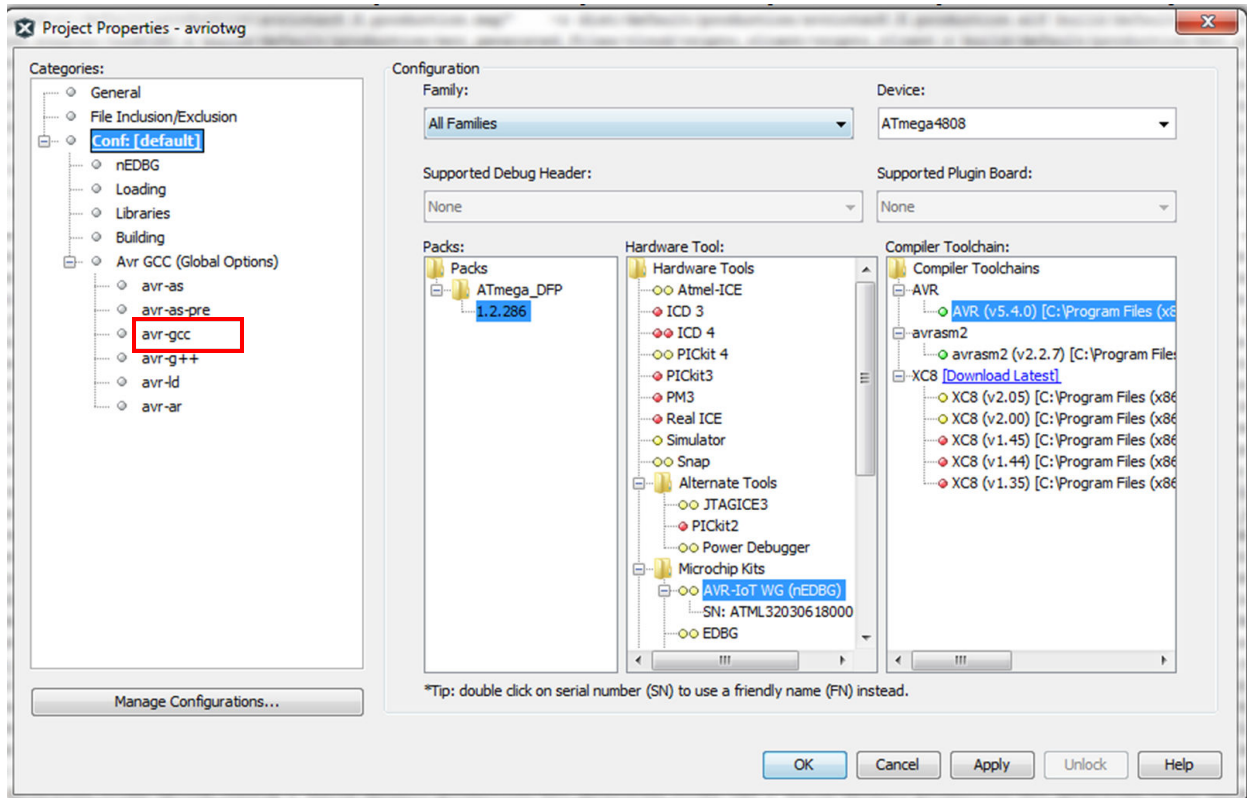 Project Properties - avriotwg
Categories:
General
File Inclusion/Exclusion
Conf: [default]
nEDBG
Loading
Libraries
Building
Avr GCC (Global Options)
avr-as
avr-as-pre
avr-gcc
avr-g++
avr-ld
avr-ar
Manage Configurations...
Configuration
Family:
All Families
Device:
ATmega4808
Supported Debug Header:
None
Supported Plugin Board:
None
Packs:
Packs
ATmega_DFP
1.2.286
Hardware Tool:
Hardware Tools
Atmel-ICE
ICD 3
ICD 4
PICkit 4
PICkit3
PM3
Real ICE
Simulator
Snap
Alternate Tools
JTAGICE3
PICkit2
Power Debugger
Microchip Kits
AVR-IoT WG (nEDBG)
SN: ATML32030618000
EDBG
Compiler Toolchain:
Compiler Toolchains
AVR
AVR (v5.4.0) [C:\Program Files (x8
avrasm2
avrasm2 (v2.2.7) [C:\Program File
XC8 [Download Latest]
XC8 (v2.05) [C:\Program Files (x86
XC8 (v2.00) [C:\Program Files (x86
XC8 (v1.45) [C:\Program Files (x86
XC8 (v1.44) [C:\Program Files (x86
XC8 (v1.35) [C:\Program Files (x86
*Tip: double click on serial number (SN) to use a friendly name (FN) instead.
OK
Cancel
Apply
Unlock
Help